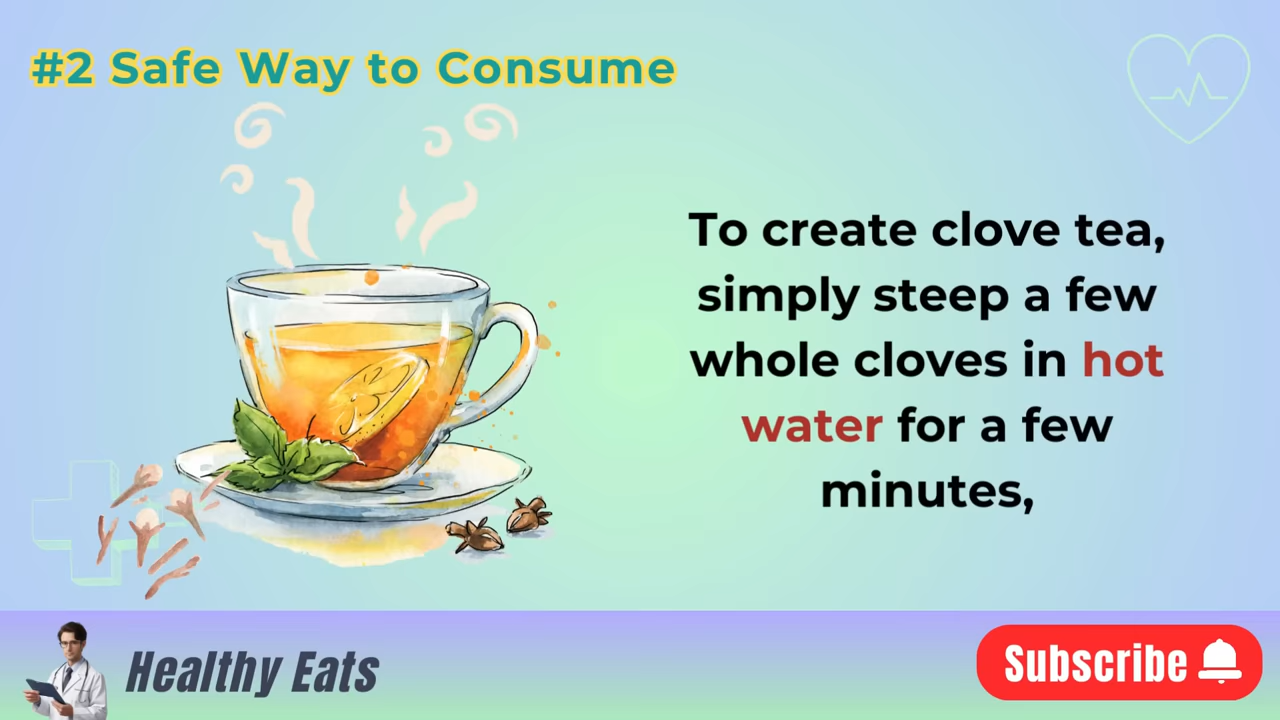 #2 Safe Way to Consume
To create clove tea,
simply steep a few
whole cloves in hot
water for a few
minutes,
Healthy Eats
Subscribe